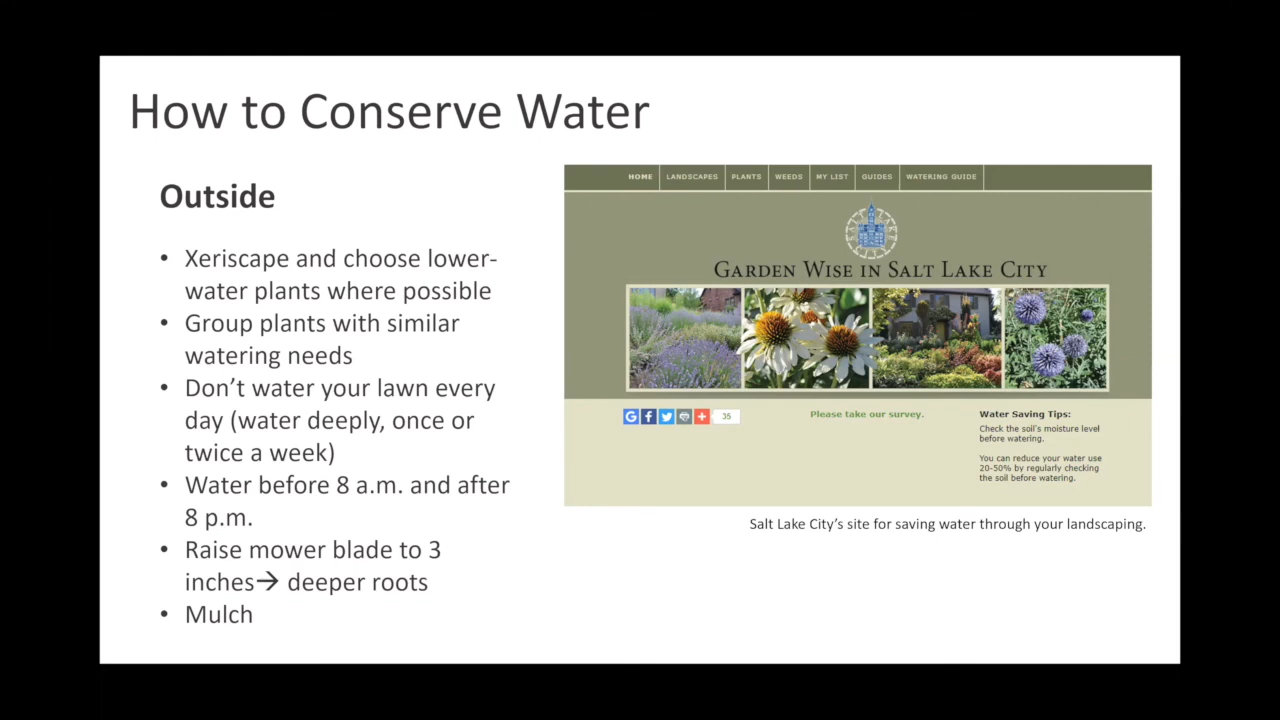 How to Conserve Water
Outside
• Xeriscape and choose lower-
water plants where possible
• Group plants with similar
watering needs
• Don’t water your lawn every
day (water deeply, once or
twice a week)
• Water before 8 a.m. and after
8 p.m.
• Raise mower blade to 3
inches→ deeper roots
• Mulch
HOME LANDSCAPES PLANTS WEEDS MY LIST GUIDES WATERING GUIDE
GARDEN WISE IN SALT LAKE CITY
35
Please take our survey.
Water Saving Tips:
Check the soil's moisture level
before watering.
You can reduce your water use
20-50% by regularly checking
the soil before watering.
Salt Lake City’s site for saving water through your landscaping.